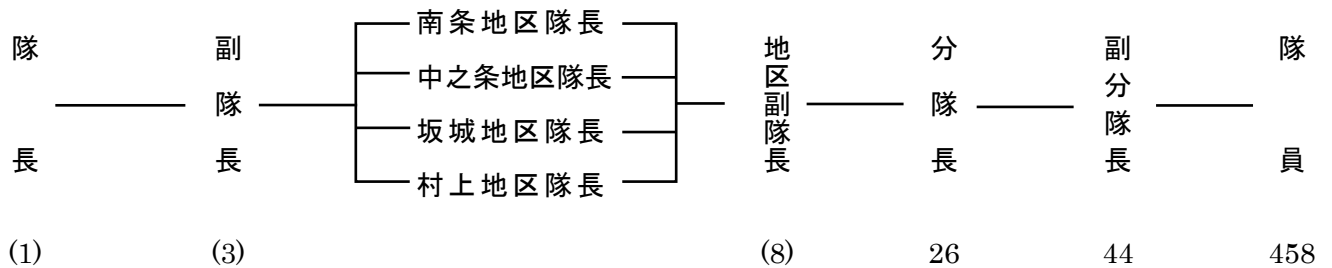 隊長
副隊長
南条地区隊長
中之条地区隊長
坂城地区隊長
村上地区隊長
地区副隊長
分隊長
副分隊長
隊員
(1) (3) (8) 26 44 458